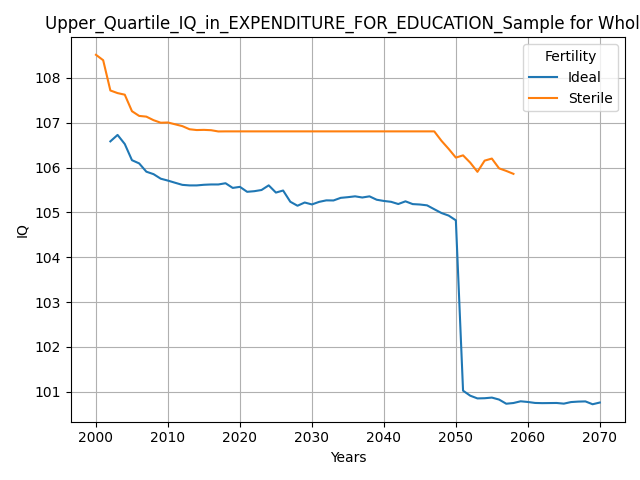 Upper_Quartile_IQ_in_EXPENDITURE_FOR_EDUCATION_Sample for Whol
Fertility
Ideal
Sterile
108
107
106
105
104
103
102
101
IQ
2000 2010 2020 2030 2040 2050 2060 2070
Years